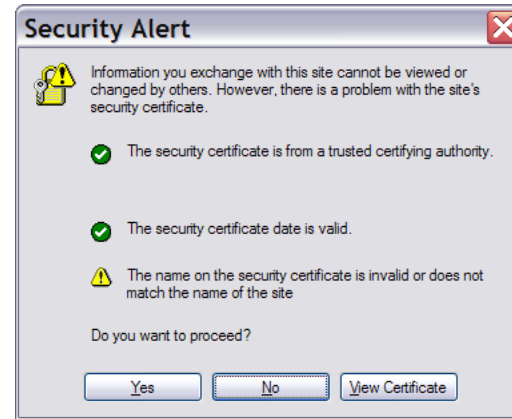 Security Alert
Information you exchange with this site cannot be viewed or
changed by others. However, there is a problem with the site's
security certificate.
The security certificate is from a trusted certifying authority.
The security certificate date is valid.
The name on the security certificate is invalid or does not
match the name of the site
Do you want to proceed?
Yes No View Certificate